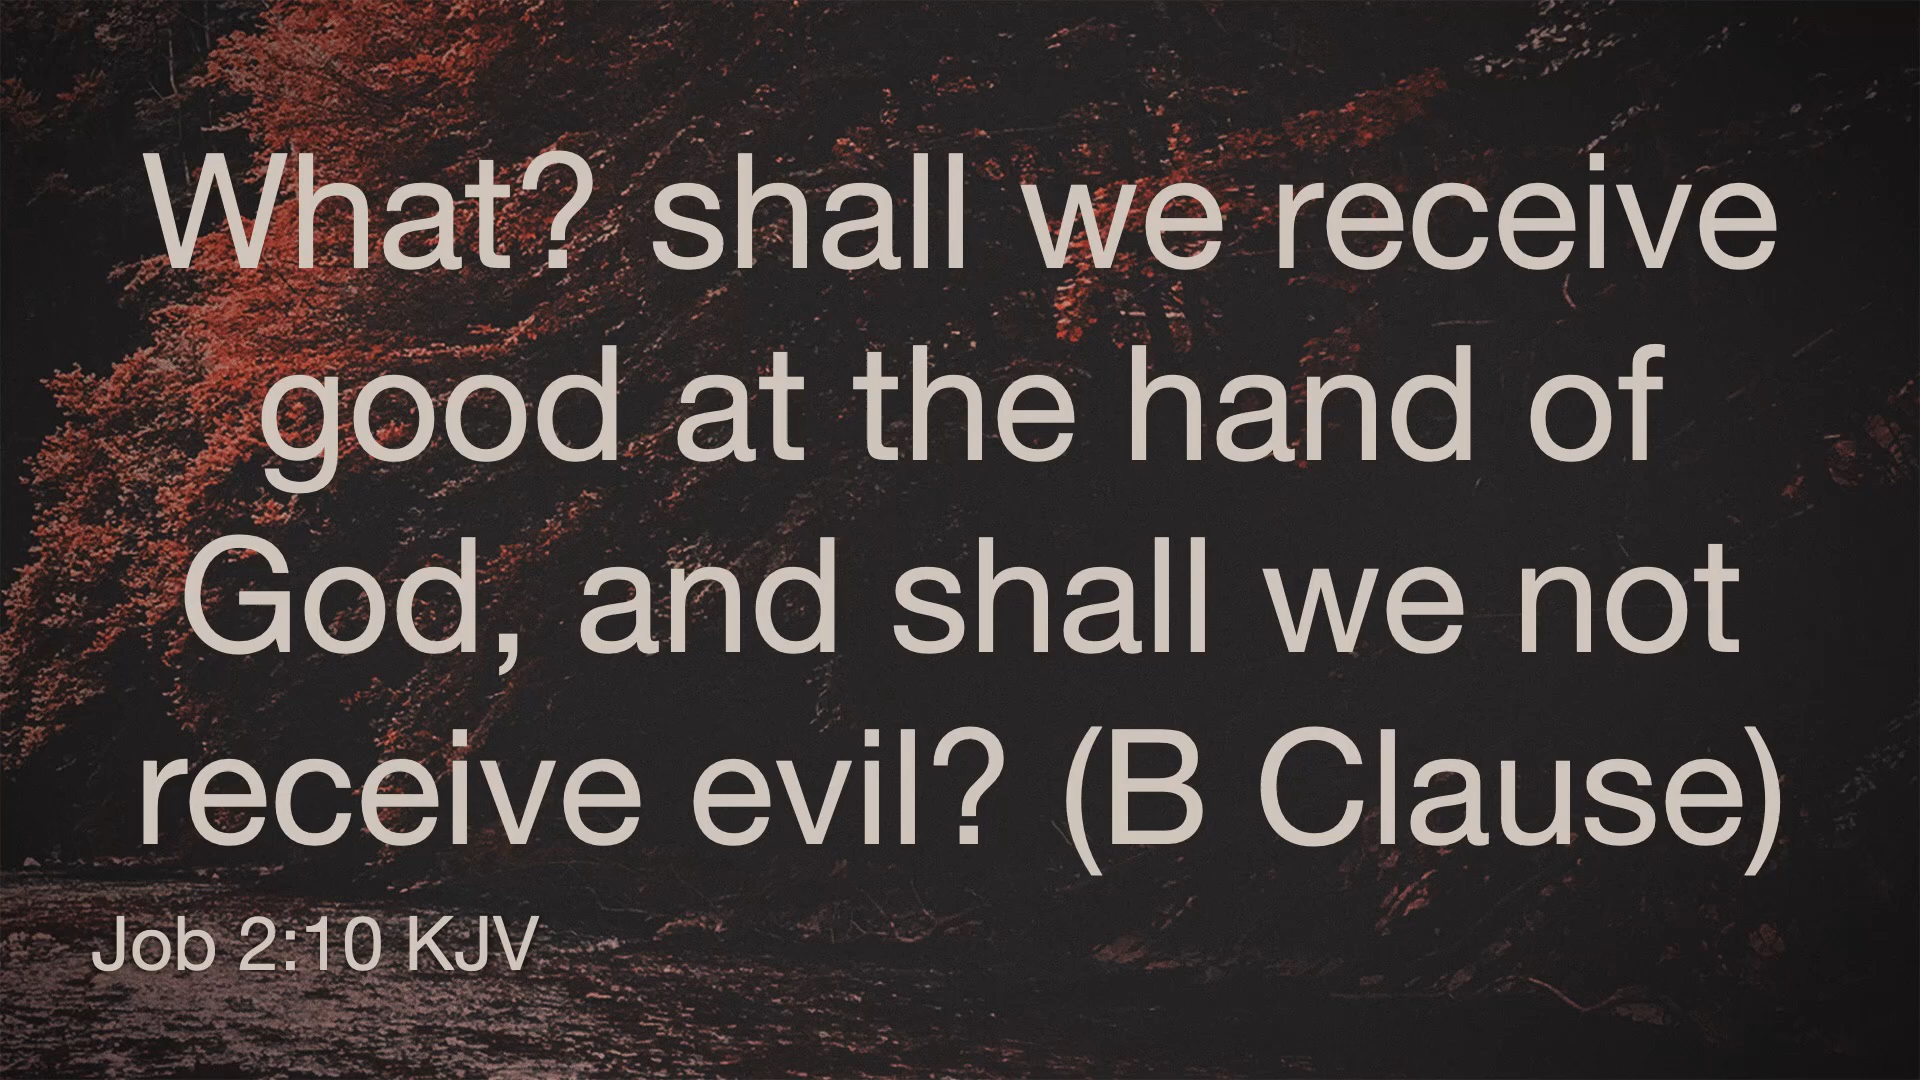 What? shall we receive
good at the hand of
God, and shall we not
receive evil? (B Clause)
Job 2:10 KJV